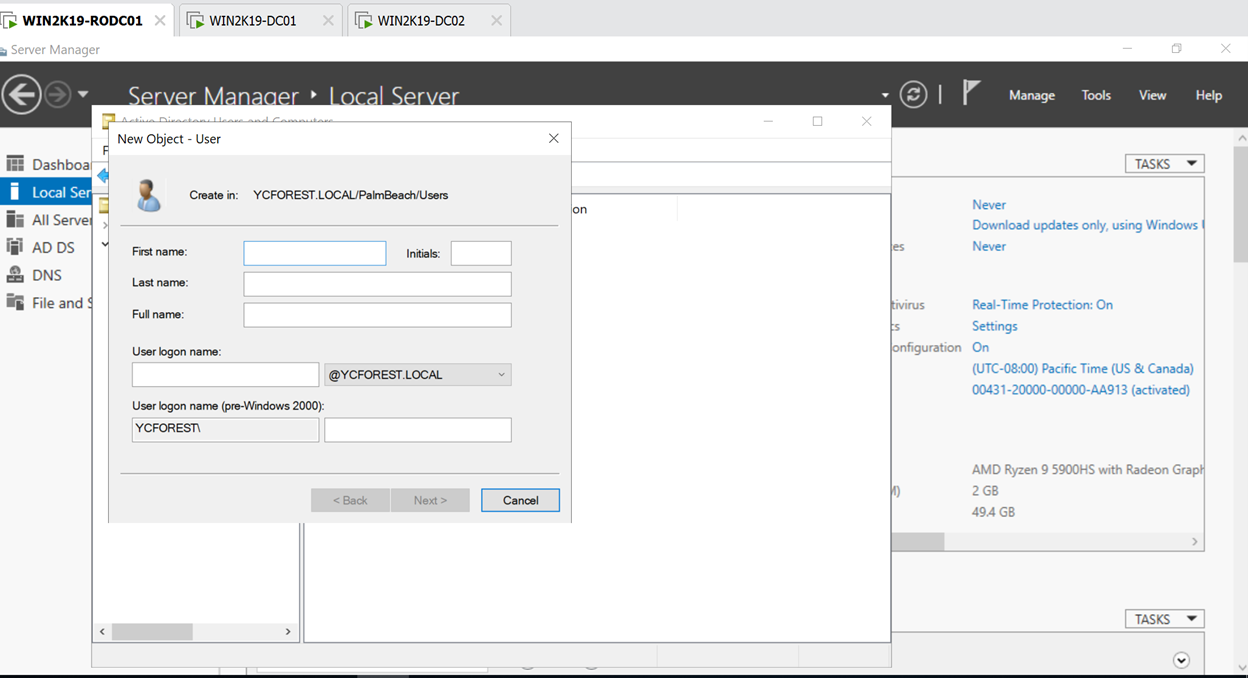 WIN2K19-RODC01
WIN2K19-DC01
WIN2K19-DC02
Server Manager
Server Manager ‣ Local Server
Manage
Tools
View
Help
Active Directory Users and Computers
New Object - User
Create in: YCFOREST.LOCAL/PalmBeach/Users
First name:
Initials:
Last name:
Full name:
User logon name:
@YCFOREST.LOCAL
User logon name (pre-Windows 2000):
YCFOREST\
< Back
Next >
Cancel
Dashboa
Local Ser
All Server
AD DS
DNS
File and S
on
TASKS
Never
Download updates only, using Windows U
es
Never
tivirus
Real-Time Protection: On
cs
Settings
onfiguration
On
(UTC-08:00) Pacific Time (US & Canada)
00431-20000-00000-AA913 (activated)
AMD Ryzen 9 5900HS with Radeon Graph
M)
2 GB
49.4 GB
TASKS